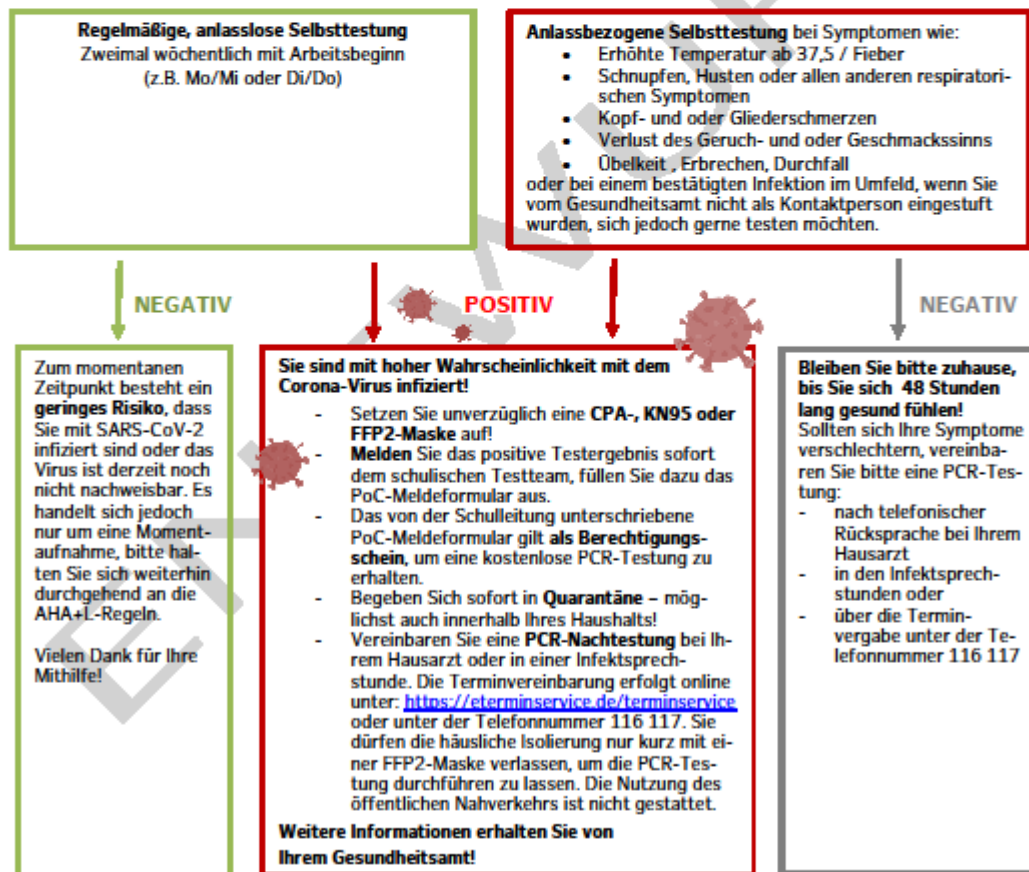 Regelmäßige, anlasslose Selbsttestung
Zweimal wöchentlich mit Arbeitsbeginn
(z.B. Mo/Mi oder Di/Do)
Anlassbezogene Selbsttestung bei Symptomen wie:
• Erhöhte Temperatur ab 37,5 / Fieber
• Schnupfen, Husten oder allen anderen respiratori-
schen Symptomen
• Kopf- und oder Gliederschmerzen
• Verlust des Geruch- und oder Geschmackssinns
• Übelkeit , Erbrechen, Durchfall
oder bei einem bestätigten Infektion im Umfeld, wenn Sie
vom Gesundheitsamt nicht als Kontaktperson eingestuft
wurden, sich jedoch gerne testen möchten.
NEGATIV
POSITIV
NEGATIV
Zum momentanen
Zeitpunkt besteht ein
geringes Risiko, dass
Sie mit SARS-CoV-2
infiziert sind oder das
Virus ist derzeit noch
nicht nachweisbar. Es
handelt sich jedoch
nur um eine Moment-
aufnahme, bitte hal-
ten Sie sich weiterhin
durchgehend an die
AHA+L-Regeln.
Vielen Dank für Ihre
Mithilfe!
Sie sind mit hoher Wahrscheinlichkeit mit dem
Corona-Virus infiziert!
- Setzen Sie unverzüglich eine CPA-, KN95 oder
FFP2-Maske auf!
- Melden Sie das positive Testergebnis sofort
dem schulischen Testteam, füllen Sie dazu das
PoC-Meldeformular aus.
- Das von der Schulleitung unterschriebene
PoC-Meldeformular gilt als Berechtigungs-
schein, um eine kostenlose PCR-Testung zu
erhalten.
- Begeben Sich sofort in Quarantäne – mög-
lichst auch innerhalb Ihres Haushalts!
- Vereinbaren Sie eine PCR-Nachtestung bei Ih-
rem Hausarzt oder in einer Infektsprech-
stunde. Die Terminvereinbarung erfolgt online
unter: https://eterminservice.de/terminservice
oder unter der Telefonnummer 116 117. Sie
dürfen die häusliche Isolierung nur kurz mit ei-
ner FFP2-Maske verlassen, um die PCR-Tes-
tung durchführen zu lassen. Die Nutzung des
öffentlichen Nahverkehrs ist nicht gestattet.
Weitere Informationen erhalten Sie von
Ihrem Gesundheitsamt!
Bleiben Sie bitte zuhause,
bis Sie sich 48 Stunden
lang gesund fühlen!
Sollten sich Ihre Symptome
verschlechtern, vereinba-
ren Sie bitte eine PCR-Tes-
tung:
- nach telefonischer
Rücksprache bei Ihrem
Hausarzt
- in den Infektsprech-
stunden oder
- über die Termin-
vergabe unter der Te-
lefonnummer 116 117